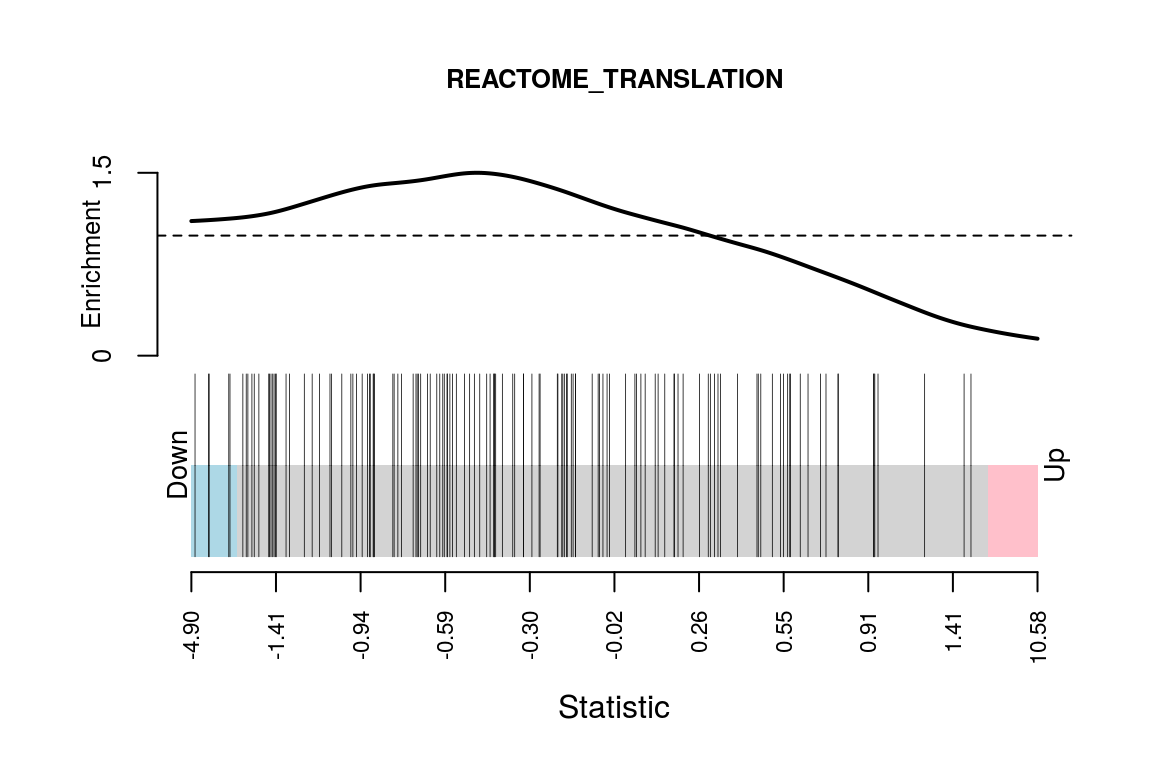 REACTOME_TRANSLATION
1.5
Enrichment
0
Down
Up
-4.90
-1.41
-0.94
-0.59
-0.30
-0.02
0.26
0.55
0.91
1.41
10.58
Statistic